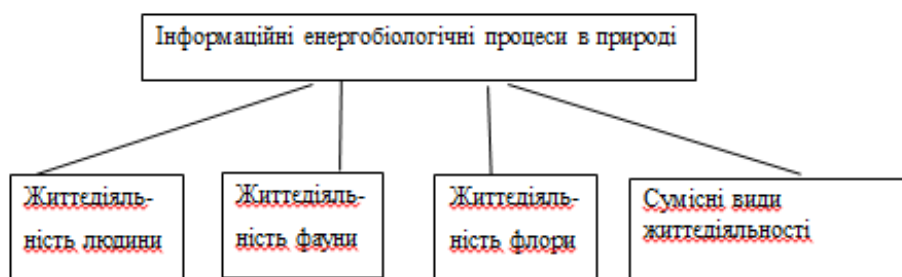 Інформаційні енергобіологічні процеси в природі
Життєдіяль-
ність людини
Життєдіяль-
ність фауни
Життєдіяль-
ність флори
Сумісні види
життєдіяльності